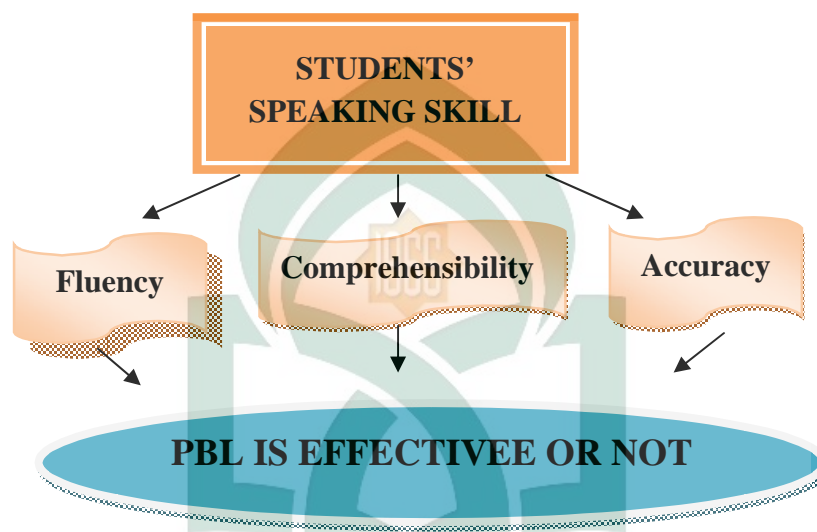 STUDENTS’
SPEAKING SKILL
Fluency
Comprehensibility
Accuracy
PBL IS EFFECTIVEE OR NOT